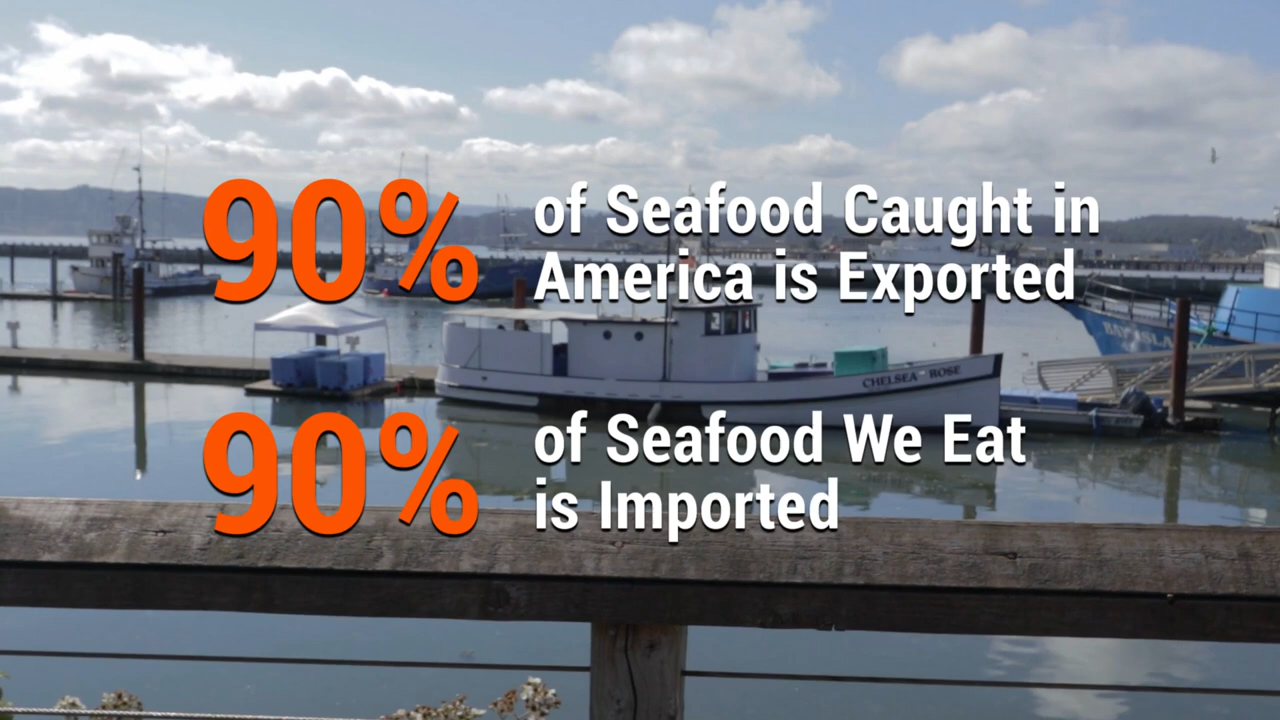 90% of Seafood Caught in
America is Exported
90% of Seafood We Eat
is Imported
CHELSEA ROSE